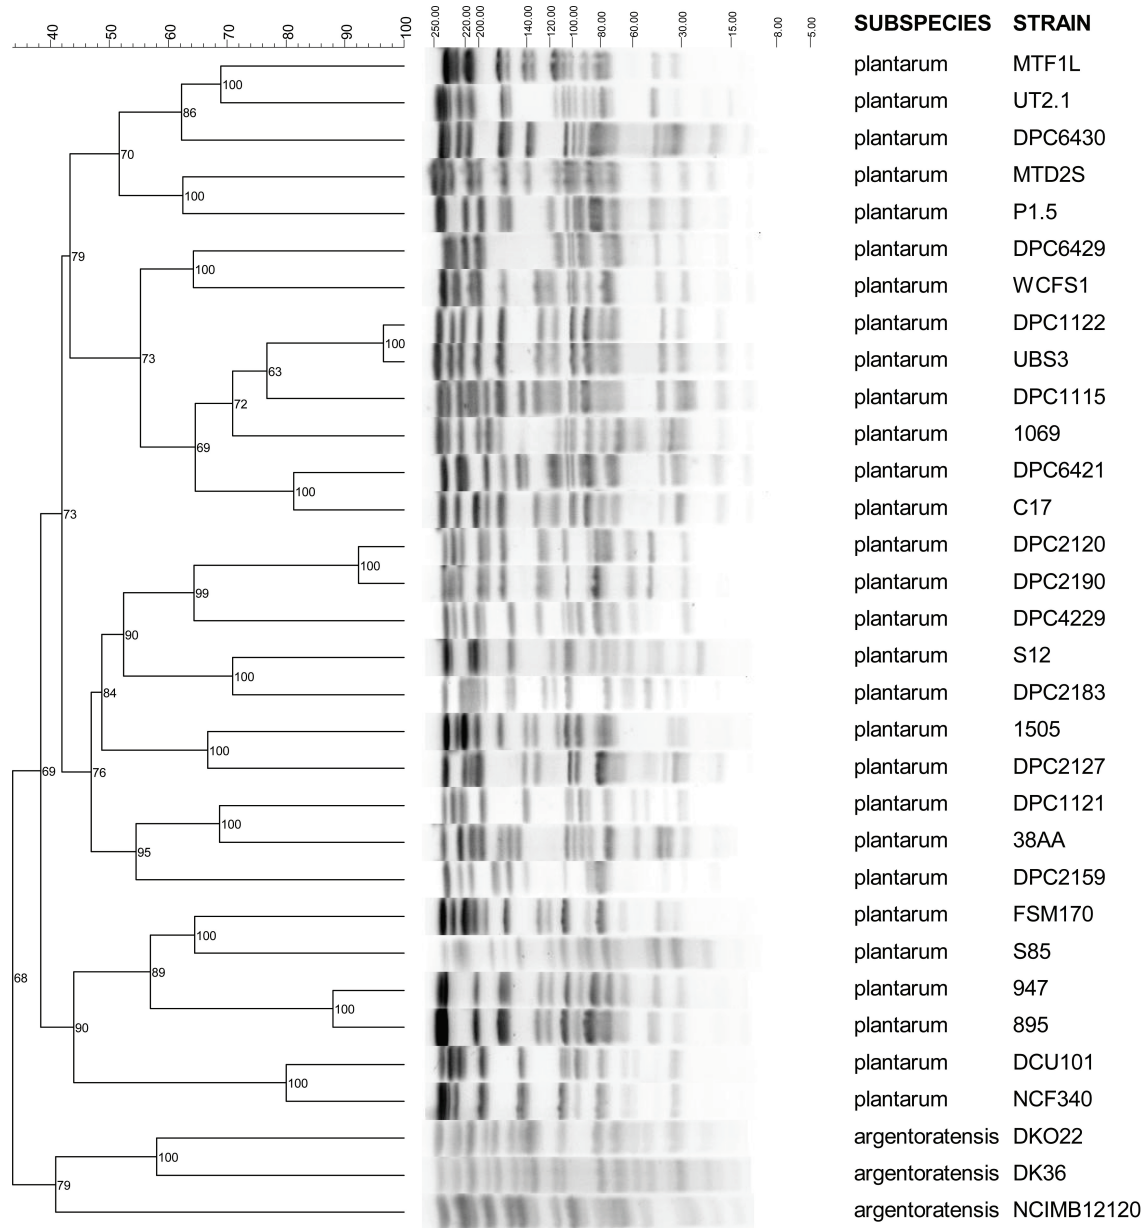 40 50 60 70 80 90 100
250.00 220.00 200.00 140.00 120.00 100.00 80.00 60.00 30.00 15.00 8.00 5.00
SUBSPECIES STRAIN
plantarum MTF1L
100
plantarum UT2.1
86
plantarum DPC6430
70
plantarum MTD2S
100
plantarum P1.5
79
plantarum DPC6429
100
plantarum WCFS1
plantarum DPC1122
100
73
plantarum UBS3
63
plantarum DPC1115
72
plantarum 1069
69
plantarum DPC6421
100
plantarum C17
73
plantarum DPC2120
100
plantarum DPC2190
99
plantarum DPC4229
90
plantarum S12
100
plantarum DPC2183
84
plantarum 1505
100
plantarum DPC2127
69 76
plantarum DPC1121
100
plantarum 38AA
95
plantarum DPC2159
plantarum FSM170
100
plantarum S85
89
68
plantarum 947
100
plantarum 895
90
plantarum DCU101
100
plantarum NCF340
argentoratensis DKO22
100
argentoratensis DK36
79
argentoratensis NCIMB12120